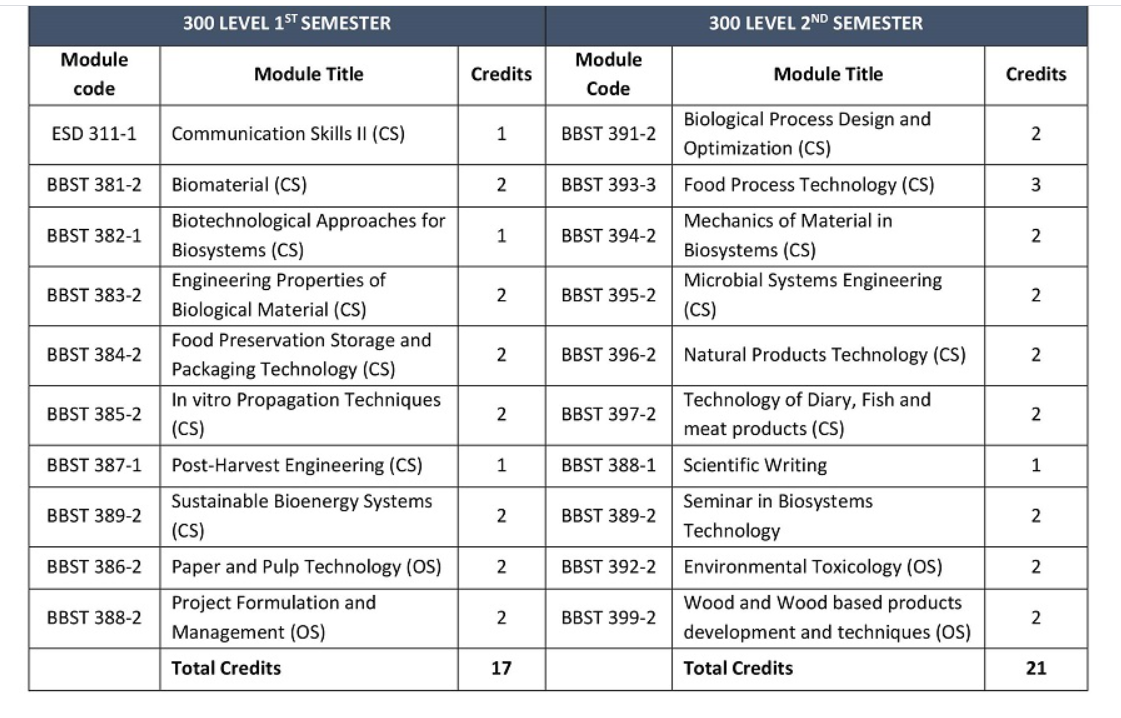 300 LEVEL 1ST SEMESTER 300 LEVEL 2ND SEMESTER
Module code Module Title Credits Module Code Module Title Credits
ESD 311-1 Communication Skills II (CS) 1 BBST 391-2 Biological Process Design and
Optimization (CS) 2
BBST 381-2 Biomaterial (CS) 2 BBST 393-3 Food Process Technology (CS) 3
BBST 382-1 Biotechnological Approaches for
Biosystems (CS) 1 BBST 394-2 Mechanics of Material in
Biosystems (CS) 2
BBST 383-2 Engineering Properties of
Biological Material (CS) 2 BBST 395-2 Microbial Systems Engineering
(CS) 2
BBST 384-2 Food Preservation Storage and
Packaging Technology (CS) 2 BBST 396-2 Natural Products Technology (CS) 2
BBST 385-2 In vitro Propagation Techniques
(CS) 2 BBST 397-2 Technology of Diary, Fish and
meat products (CS) 2
BBST 387-1 Post-Harvest Engineering (CS) 1 BBST 388-1 Scientific Writing 1
BBST 389-2 Sustainable Bioenergy Systems
(CS) 2 BBST 389-2 Seminar in Biosystems
Technology 2
BBST 386-2 Paper and Pulp Technology (OS) 2 BBST 392-2 Environmental Toxicology (OS) 2
BBST 388-2 Project Formulation and
Management (OS) 2 BBST 399-2 Wood and Wood based products
development and techniques (OS) 2
Total Credits 17 Total Credits 21